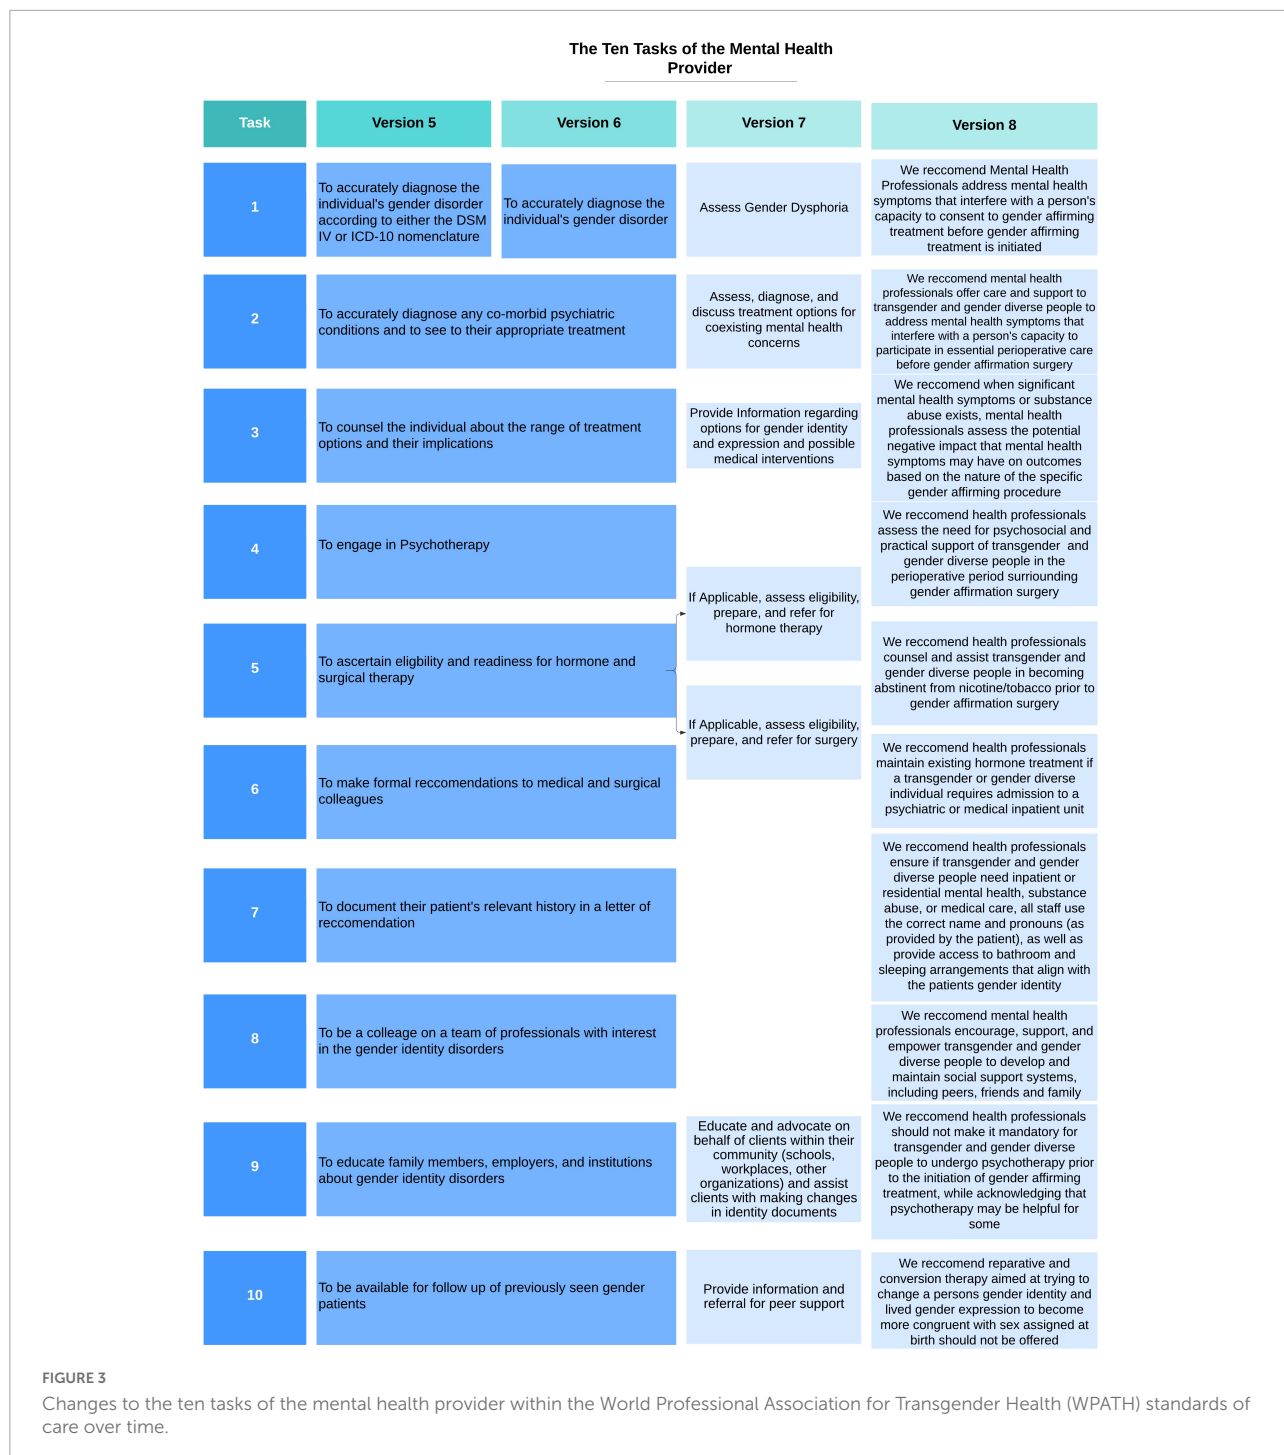 The Ten Tasks of the Mental Health
Provider
Task
Version 5
Version 6
Version 7
Version 8
1
To accurately diagnose the
individual's gender disorder
according to either the DSM
IV or ICD-10 nomenclature
To accurately diagnose the
individual's gender disorder
Assess Gender Dysphoria
We reccomend Mental Health
Professionals address mental health
symptoms that interfere with a person's
capacity to consent to gender affirming
treatment before gender affirming
treatment is initiated
2
To accurately diagnose any co-morbid psychiatric
conditions and to see to their appropriate treatment
Assess, diagnose, and
discuss treatment options for
coexisting mental health
concerns
We reccomend mental health
professionals offer care and support to
transgender and gender diverse people to
address mental health symptoms that
interfere with a person's capacity to
participate in essential perioperative care
before gender affirmation surgery
3
To counsel the individual about the range of treatment
options and their implications
Provide Information regarding
options for gender identity
and expression and possible
medical interventions
We reccomend when significant
mental health symptoms or substance
abuse exists, mental health
professionals assess the potential
negative impact that mental health
symptoms may have on outcomes
based on the nature of the specific
gender affirming procedure
4
To engage in Psychotherapy
If Applicable, assess eligibility,
prepare, and refer for
hormone therapy
We reccomend health professionals
assess the need for psychosocial and
practical support of transgender and
gender diverse people in the
perioperative period surrirounding
gender affirmation surgery
5
To ascertain eligbility and readiness for hormone and
surgical therapy
If Applicable, assess eligibility,
prepare, and refer for surgery
We reccomend health professionals
counsel and assist transgender and
gender diverse people in becoming
abstinent from nicotine/tobacco prior to
gender affirmation surgery
6
To make formal reccomendations to medical and surgical
colleagues
We reccomend health professionals
maintain existing hormone treatment if
a transgender or gender diverse
individual requires admission to a
psychiatric or medical inpatient unit
7
To document their patient's relevant history in a letter of
reccomendation
We reccomend health professionals
ensure if transgender and gender
diverse people need inpatient or
residential mental health, substance
abuse, or medical care, all staff use
the correct name and pronouns (as
provided by the patient), as well as
provide access to bathroom and
sleeping arrangements that align with
the patients gender identity
8
To be a colleage on a team of professionals with interest
in the gender identity disorders
We reccomend mental health
professionals encourage, support, and
empower transgender and gender
diverse people to develop and
maintain social support systems,
including peers, friends and family
9
To educate family members, employers, and institutions
about gender identity disorders
Educate and advocate on
behalf of clients within their
community (schools,
workplaces, other
organizations) and assist
clients with making changes
in identity documents
We reccomend health professionals
should not make it mandatory for
transgender and gender diverse
people to undergo psychotherapy prior
to the initiation of gender affirming
treatment, while acknowledging that
psychotherapy may be helpful for
some
10
To be available for follow up of previously seen gender
patients
Provide information and
referral for peer support
We reccomend reparative and
conversion therapy aimed at trying to
change a persons gender identity and
lived gender expression to become
more congruent with sex assigned at
birth should not be offered
FIGURE 3
Changes to the ten tasks of the mental health provider within the World Professional Association for Transgender Health (WPATH) standards of
care over time.